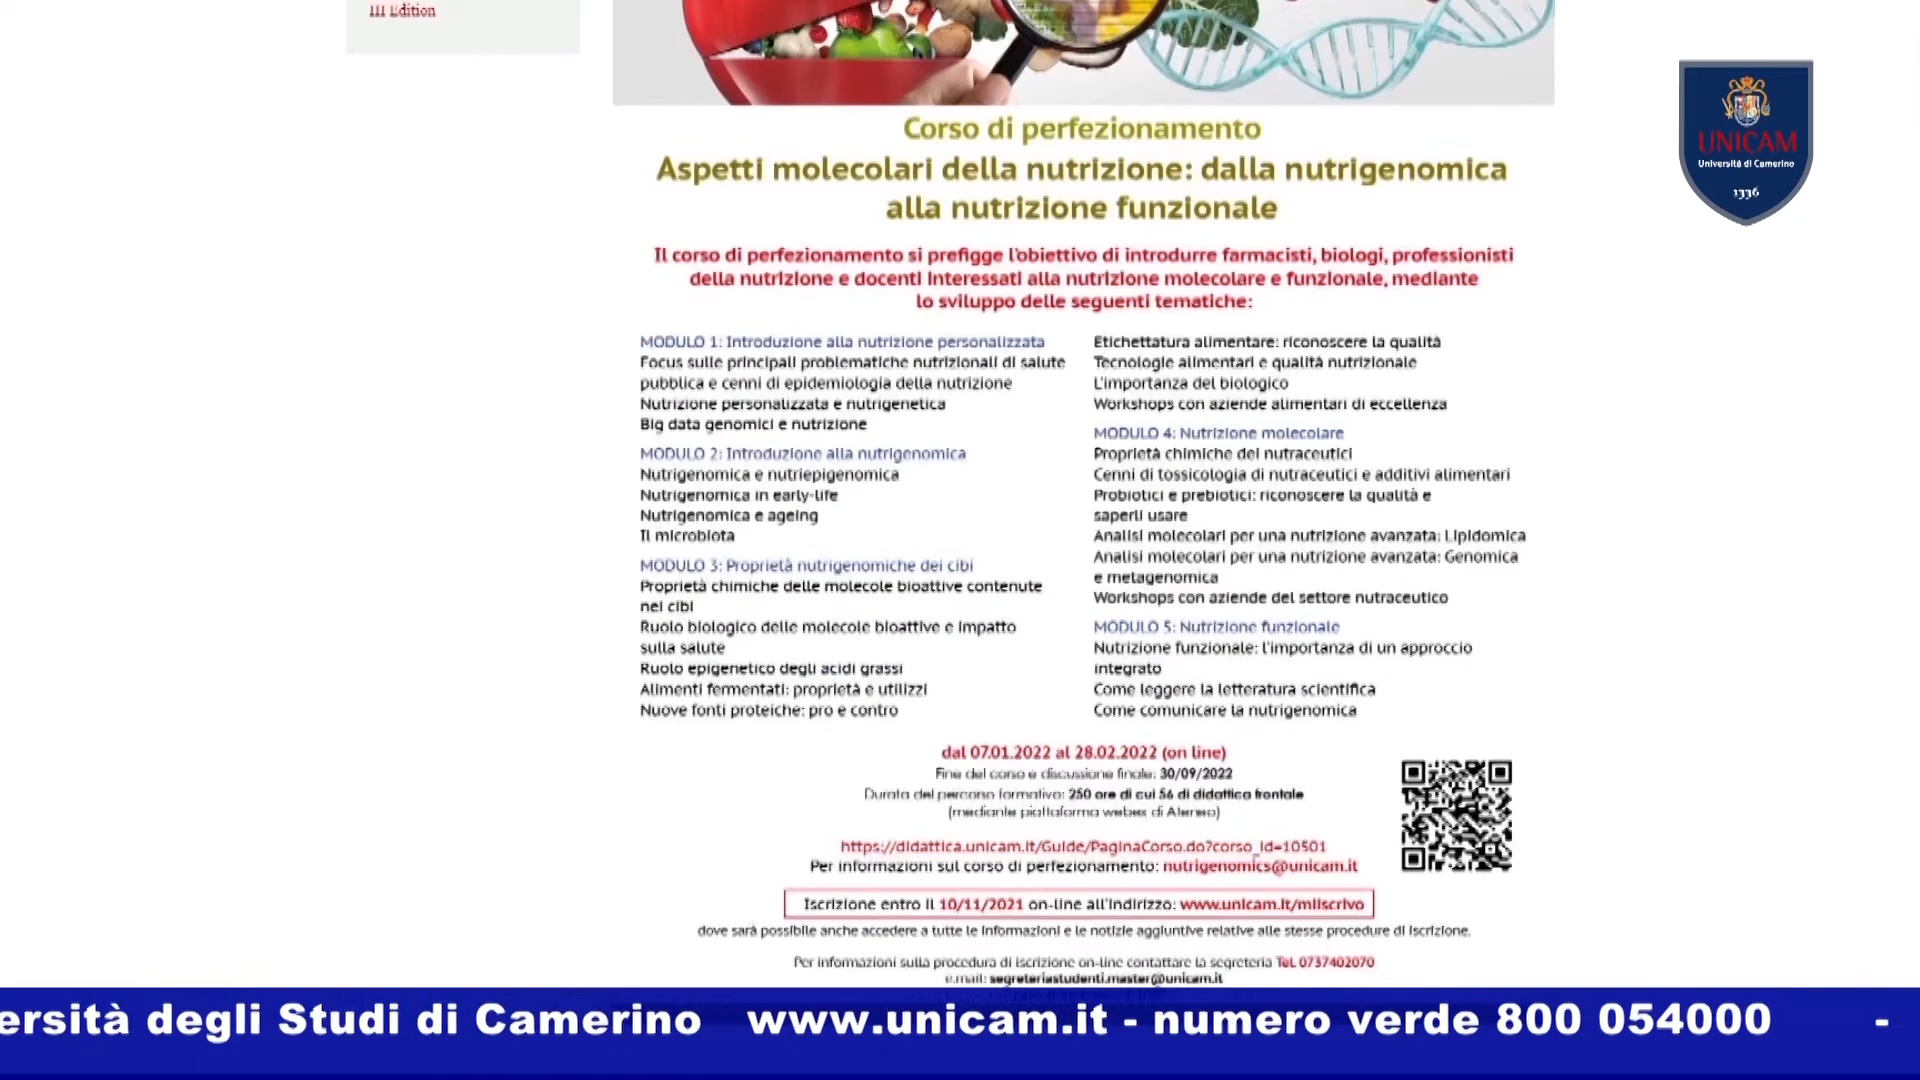 III Edition
UNICAM
Università di Camerino
1336
Corso di perfezionamento
Aspetti molecolari della nutrizione: dalla nutrigenomica
alla nutrizione funzionale
Il corso di perfezionamento si prefigge l'obiettivo di introdurre farmacisti, biologi, professionisti
della nutrizione e docenti interessati alla nutrizione molecolare e funzionale, mediante
lo sviluppo delle seguenti tematiche:
MODULO 1: Introduzione alla nutrizione personalizzata
Focus sulle principali problematiche nutrizionali di salute
pubblica e cenni di epidemiologia della nutrizione
Nutrizione personalizzata e nutrigenetica
Big data genomici e nutrizione
MODULO 2: Introduzione alla nutrigenomica
Nutrigenomica e nutriepigenomica
Nutrigenomica in early-life
Nutrigenomica e ageing
Il microbiota
MODULO 3: Proprietà nutrigenomiche dei cibi
Proprietà chimiche delle molecole bioattive contenute
nei cibi
Ruolo biologico delle molecole bioattive e impatto
sulla salute
Ruolo epigenetico degli acidi grassi
Alimenti fermentati: proprietà e utilizzi
Nuove fonti proteiche: pro e contro
Etichettatura alimentare: riconoscere la qualità
Tecnologie alimentari e qualità nutrizionale
L'importanza del biologico
Workshops con aziende alimentari di eccellenza
MODULO 4: Nutrizione molecolare
Proprietà chimiche dei nutraceutici
Cenni di tossicologia di nutraceutici e additivi alimentari
Probiotici e prebiotici: riconoscere la qualità e
saperli usare
Analisi molecolari per una nutrizione avanzata: Lipidomica
Analisi molecolari per una nutrizione avanzata: Genomica
e metagenomica
Workshops con aziende del settore nutraceutico
MODULO 5: Nutrizione funzionale
Nutrizione funzionale: l'importanza di un approccio
integrato
Come leggere la letteratura scientifica
Come comunicare la nutrigenomica
dal 07.01.2022 al 28.02.2022 (on line)
Fine del corso e discussione finale: 30/09/2022
Durata del percorso formativo: 250 ore di cui 56 di didattica frontale
(mediante piattaforma webex di Ateneo)
https://didattica.unicam.it/Guide/PaginaCorso.do?corso_id=10501
Per informazioni sul corso di perfezionamento: nutrigenomics@unicam.it
Iscrizione entro il 10/11/2021 on-line all'indirizzo: www.unicam.it/miiscrivo
dove sarà possibile anche accedere a tutte le informazioni e le notizie aggiuntive relative alle stesse procedure di iscrizione.
Per informazioni sulla procedura di iscrizione on-line contattare la segreteria Tel. 0737402070
e.mail: segreteriastudenti.master@unicam.it
ersità degli Studi di Camerino www.unicam.it - numero verde 800 054000 -